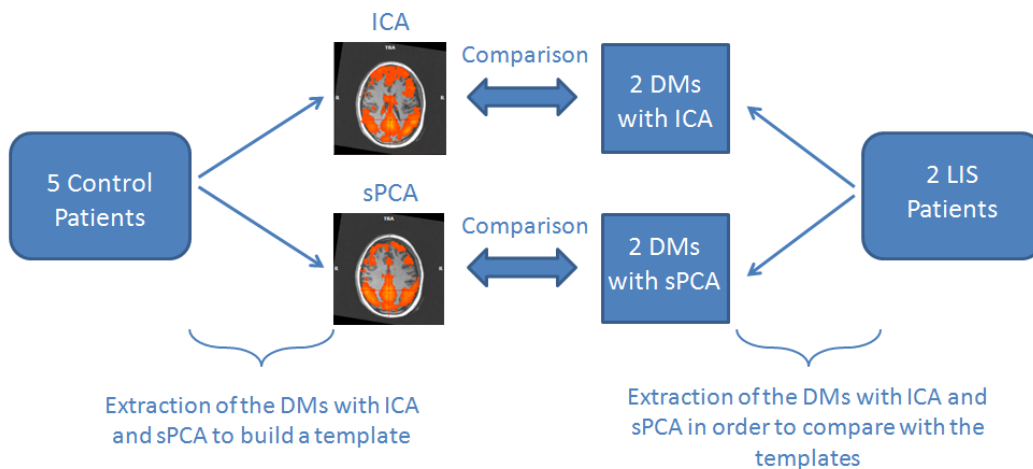 ICA
TRA
R
R
Comparison
2 DMs
with ICA
5 Control
Patients
2 LIS
Patients
sPCA
TRA
R
R
Comparison
2 DMs
with sPCA
Extraction of the DMs with ICA
and sPCA to build a template
Extraction of the DMs with ICA and
sPCA in order to compare with the
templates